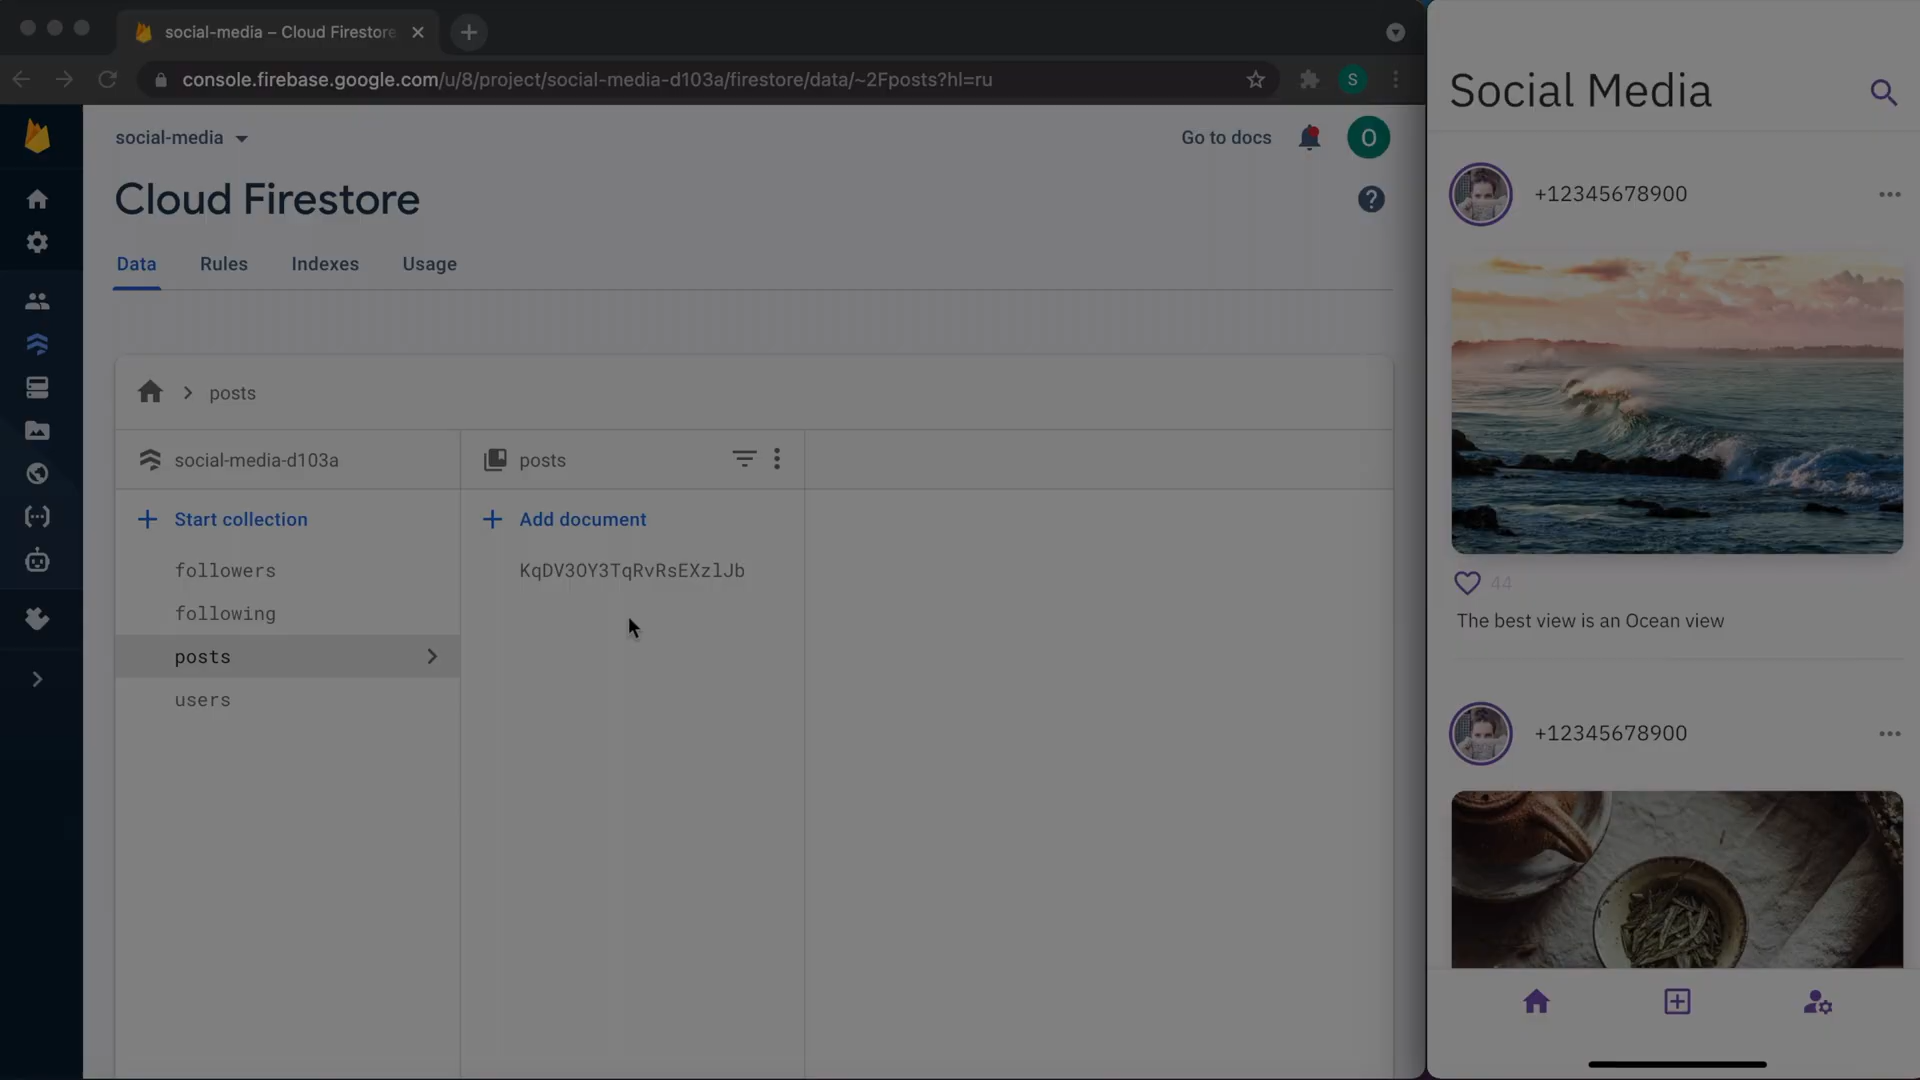 social-media – Cloud Firestore
console.firebase.google.com/u/8/project/social-media-d103a/firestore/data/~2Fposts?hl=ru
S
social-media
Go to docs
O
Cloud Firestore
?
Data
Rules
Indexes
Usage
posts
social-media-d103a
posts
Start collection
Add document
followers
following
posts
users
KqDV3OY3TqRvRsEXzlJb
Social Media
+12345678900
44
The best view is an Ocean view
+12345678900